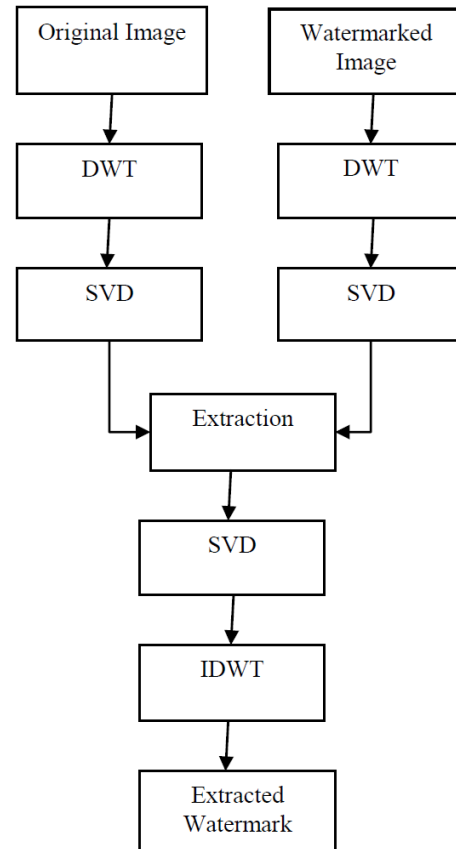 Original Image
Watermarked
Image
DWT
DWT
SVD
SVD
Extraction
SVD
IDWT
Extracted
Watermark